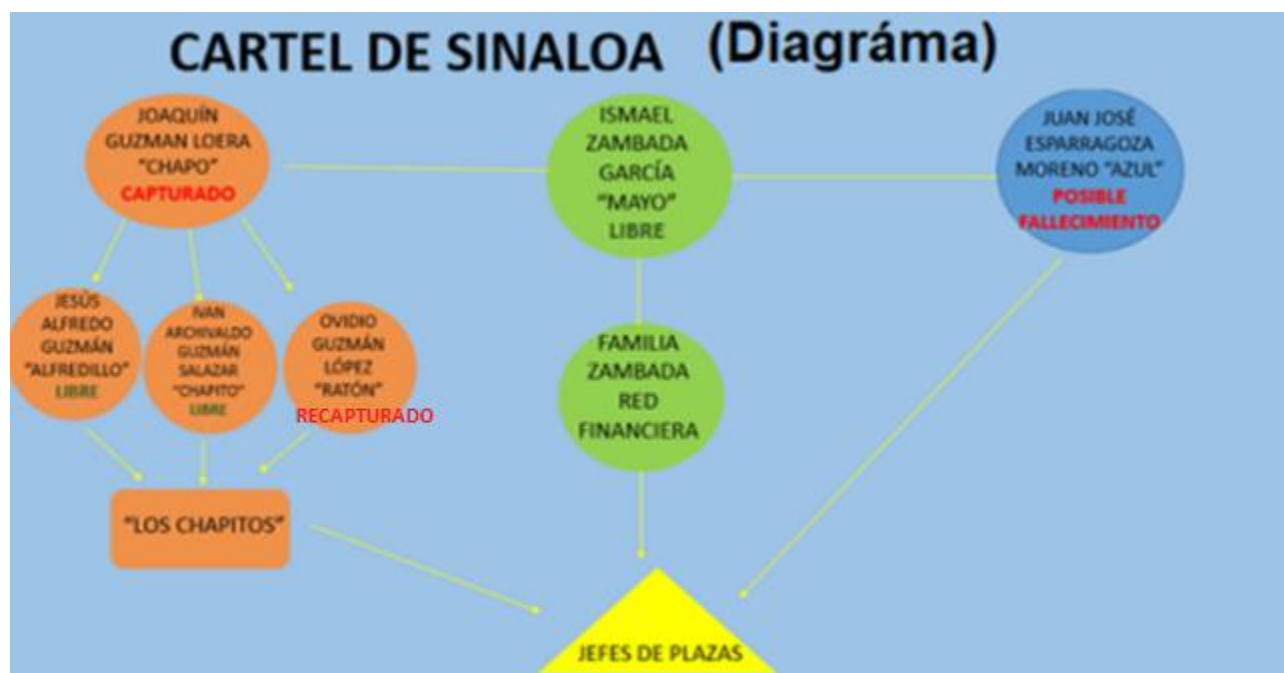 CARTEL DE SINALOA (Diagráma)
JOAQUÍN
GUZMAN LOERA
"CHAPO"
CAPTURADO
ISMAEL
ZAMBADA
GARCÍA
"MAYO"
LIBRE
JUAN JOSÉ
ESPARRAGOZA
MORENO "AZUL"
POSIBLE
FALLECIMIENTO
JESÙS
ALFREDO
GUZMÁN
"ALFREDILLO"
LIBRE
IVAN
ARCHIVALDO
GUZMÁN
SALAZAR
"CHAPITO"
LIBRE
OVIDIO
GUZMÁN
LÓPEZ
"RATÓN"
RECAPTURADO
FAMILIA
ZAMBADA
RED
FINANCIERA
"LOS CHAPITOS"
JEFES DE PLAZAS